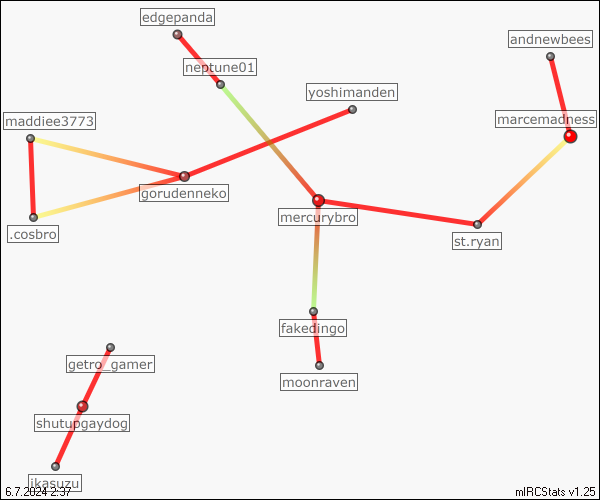 edgepanda
andnewbees
neptune01
yoshimanden
maddiee3773
marcemadness
gorudenneko
mercurybro
.cosbro
st.ryan
fakedingo
getro_gamer
moonraven
shutupgaydog
ikasuzu
6.7.2024 2:37
mIRCStats v1.25